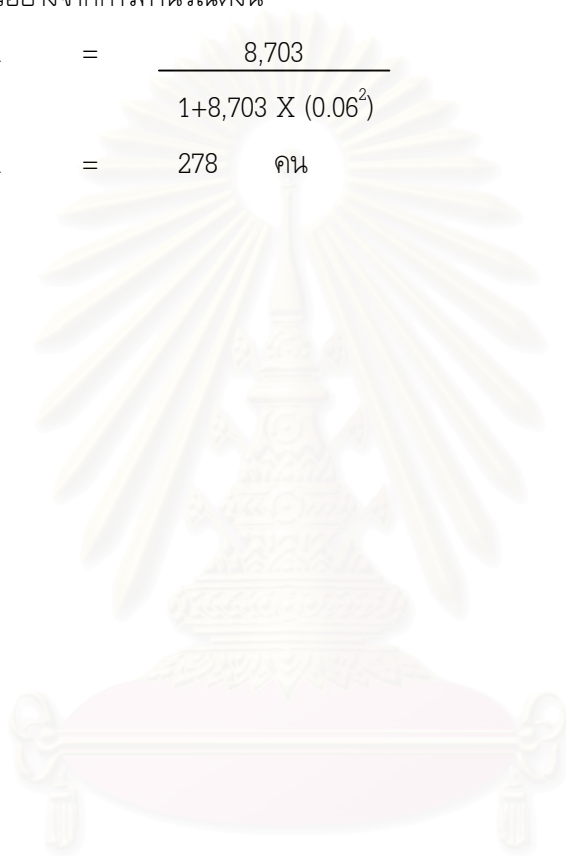 = 8,703
1+8,703 X (0.06²)
= 278 คน